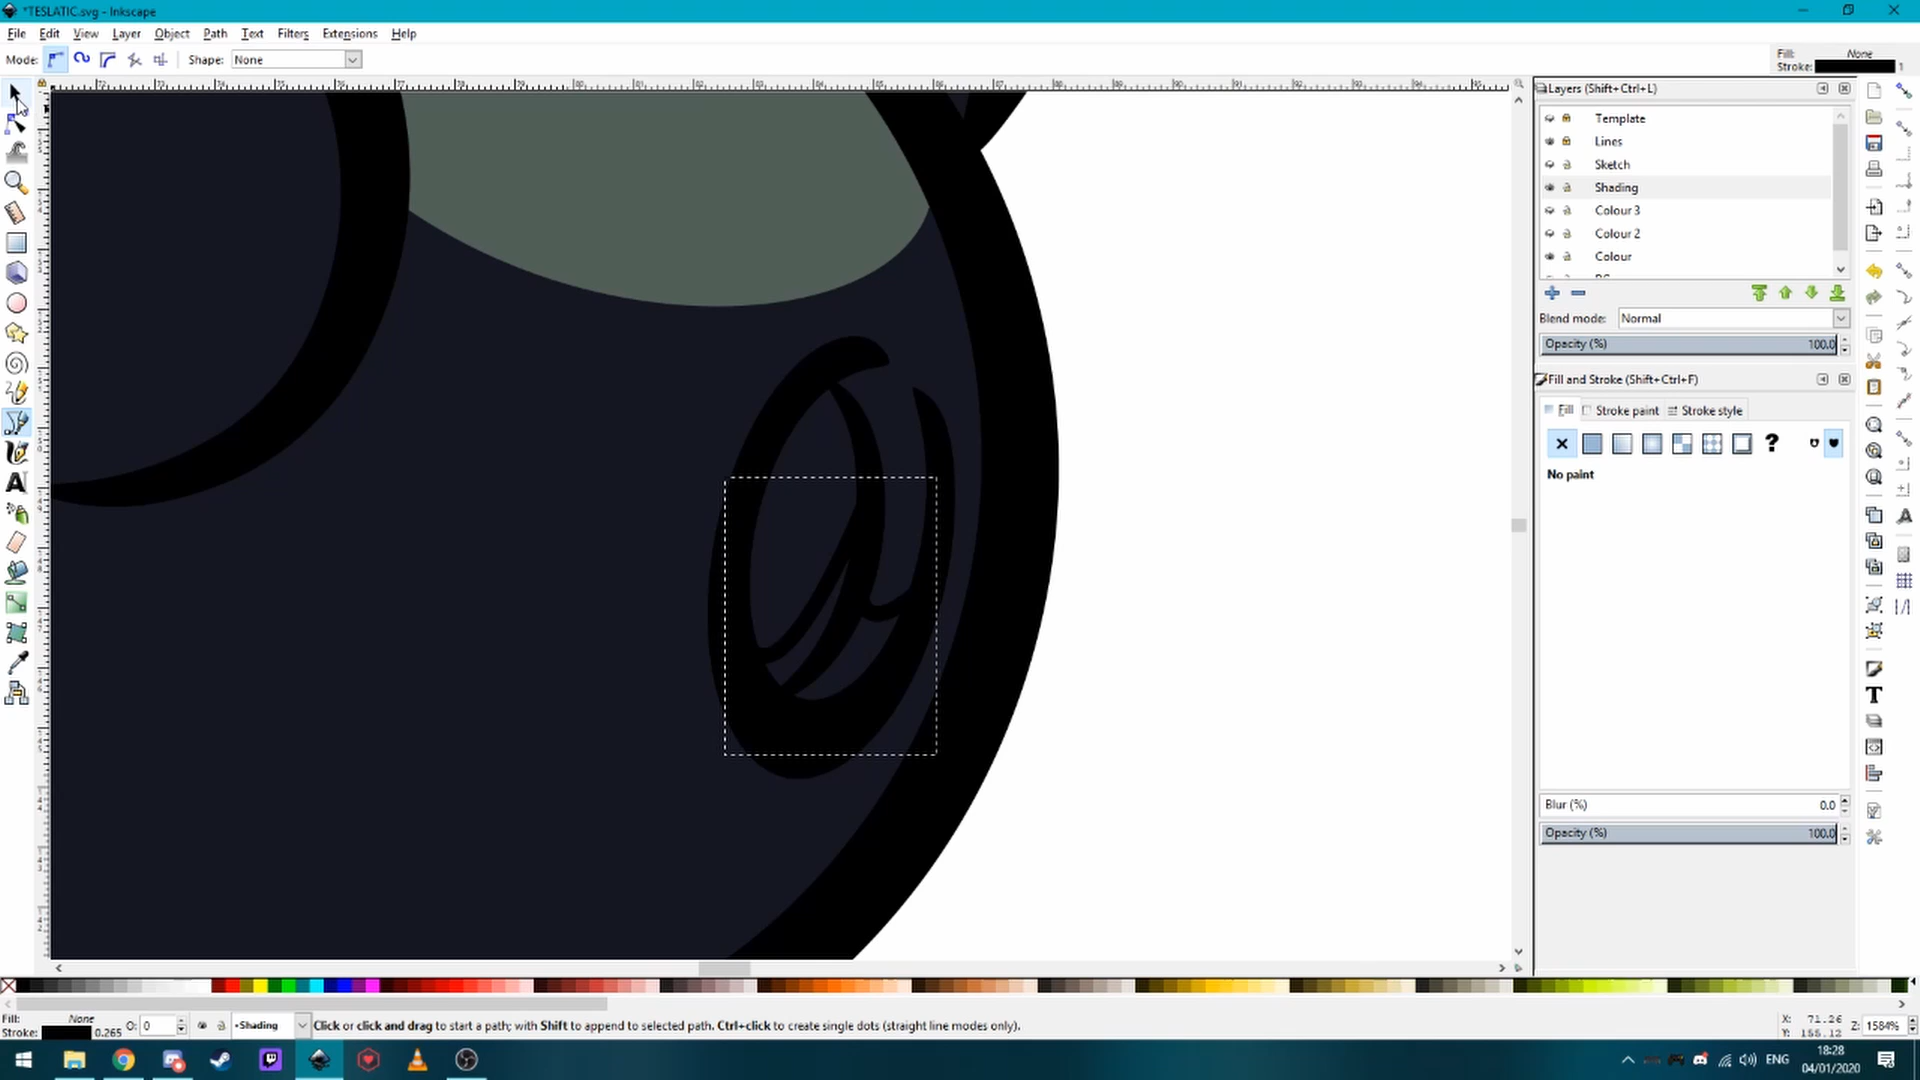 *TESLATIC.svg - Inkscape
File Edit View Layer Object Path Text Filters Extensions Help
Mode: Shape: None
Fill: None
Stroke: 1
Layers (Shift+Ctrl+L)
Template
Lines
Sketch
Shading
Colour 3
Colour 2
Colour
Blend mode: Normal
Opacity (%) 100.0
Fill and Stroke (Shift+Ctrl+F)
Fill Stroke paint Stroke style
?
No paint
Blur (%) 0.0
Opacity (%) 100.0
Fill: None
Stroke: 0.265 O: 0 •Shading Click or click and drag to start a path; with Shift to append to selected path. Ctrl+click to create single dots (straight line modes only).
X: 71.26
Y: 155.12 Z: 1584%
ENG
18:28
04/01/2020